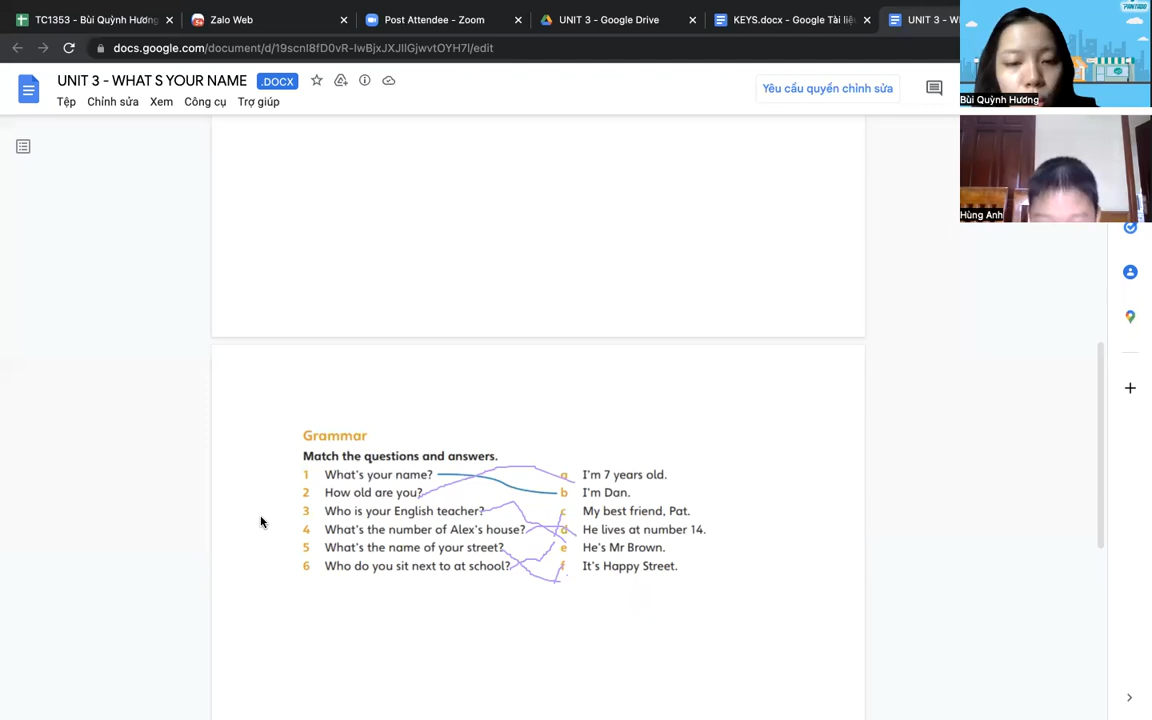 TC1353 - Bùi Quỳnh Hương
Zalo Web
Post Attendee - Zoom
UNIT 3 - Google Drive
KEYS.docx - Google Tài liệ
UNIT 3 - W
docs.google.com/document/d/19scnI8fD0vR-IwBjxJXJIlGjwvtOYH7l/edit
UNIT 3 - WHAT S YOUR NAME
.DOCX
Yêu cầu quyền chỉnh sửa
Tệp Chỉnh sửa Xem Công cụ Trợ giúp
FANTADO
Bùi Quỳnh Hương
Hùng Anh
Grammar
Match the questions and answers.
1 What's your name? a I'm 7 years old.
2 How old are you? b I'm Dan.
3 Who is your English teacher? c My best friend, Pat.
4 What's the number of Alex's house? d He lives at number 14.
5 What's the name of your street? e He's Mr Brown.
6 Who do you sit next to at school? f It's Happy Street.